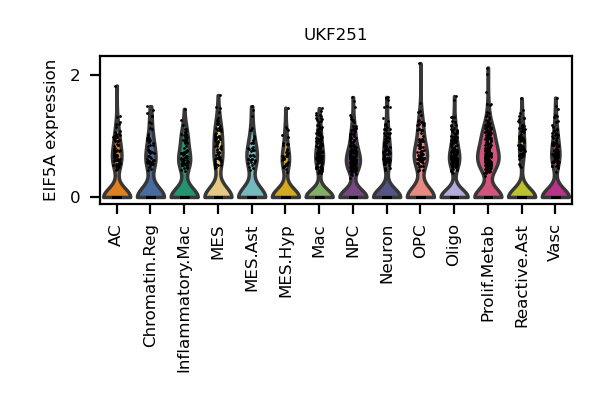 UKF251
EIF5A expression
2
0
AC
Chromatin.Reg
Inflammatory.Mac
MES
MES.Ast
MES.Hyp
Mac
NPC
Neuron
OPC
Oligo
Prolif.Metab
Reactive.Ast
Vasc